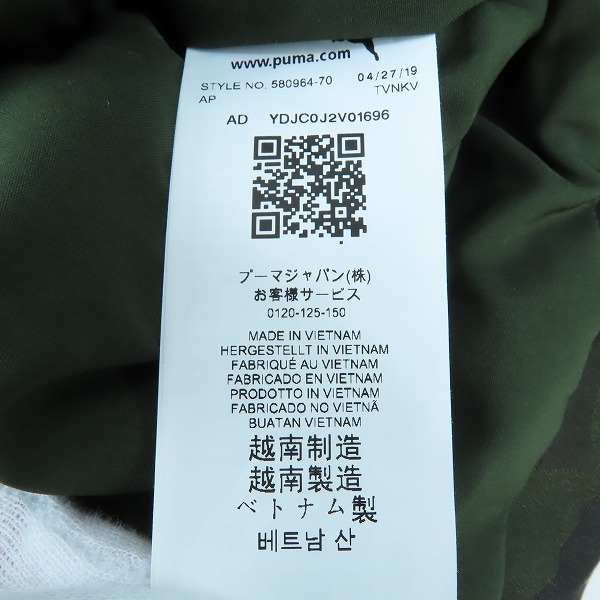 www.puma.com
STYLE NO. 580964-70 04/27/19
AP TVNKV
AD YDJC0J2V01696
プーマジャパン(株)
お客様サービス
0120-125-150
MADE IN VIETNAM
HERGESTELLT IN VIETNAM
FABRIQUÉ AU VIETNAM
FABRICADO EN VIETNAM
PRODOTTO IN VIETNAM
FABRICADO NO VIETNÃ
BUATAN VIETNAM
越南制造
越南製造
ベトナム製
베트남 산